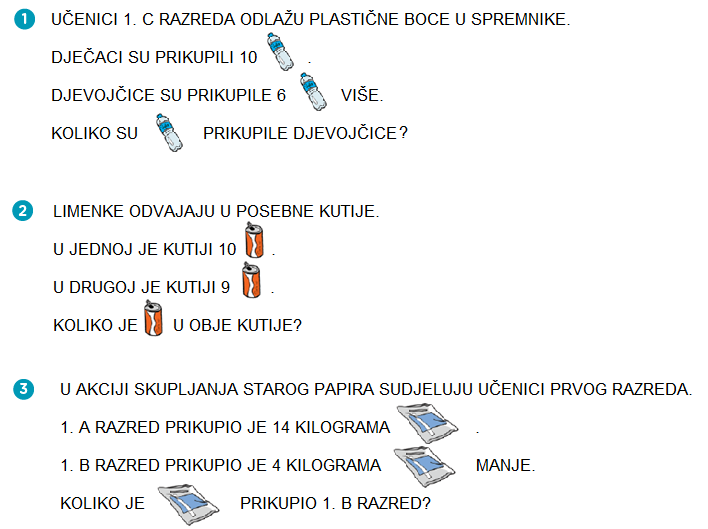 1 UČENICI 1. C RAZREDA ODLAŽU PLASTIČNE BOCE U SPREMNIKE.
DJEČACI SU PRIKUPILI 10 .
DJEVOJČICE SU PRIKUPILE 6 VIŠE.
KOLIKO SU PRIKUPILE DJEVOJČICE?
2 LIMENKE ODVAJAJU U POSEBNE KUTIJE.
U JEDNOJ JE KUTIJI 10 .
U DRUGOJ JE KUTIJI 9 .
KOLIKO JE U OBJE KUTIJE?
3 U AKCIJI SKUPLJANJA STAROG PAPIRA SUDJELUJU UČENICI PRVOG RAZREDA.
1. A RAZRED PRIKUPIO JE 14 KILOGRAMA .
1. B RAZRED PRIKUPIO JE 4 KILOGRAMA MANJE.
KOLIKO JE PRIKUPIO 1. B RAZRED?